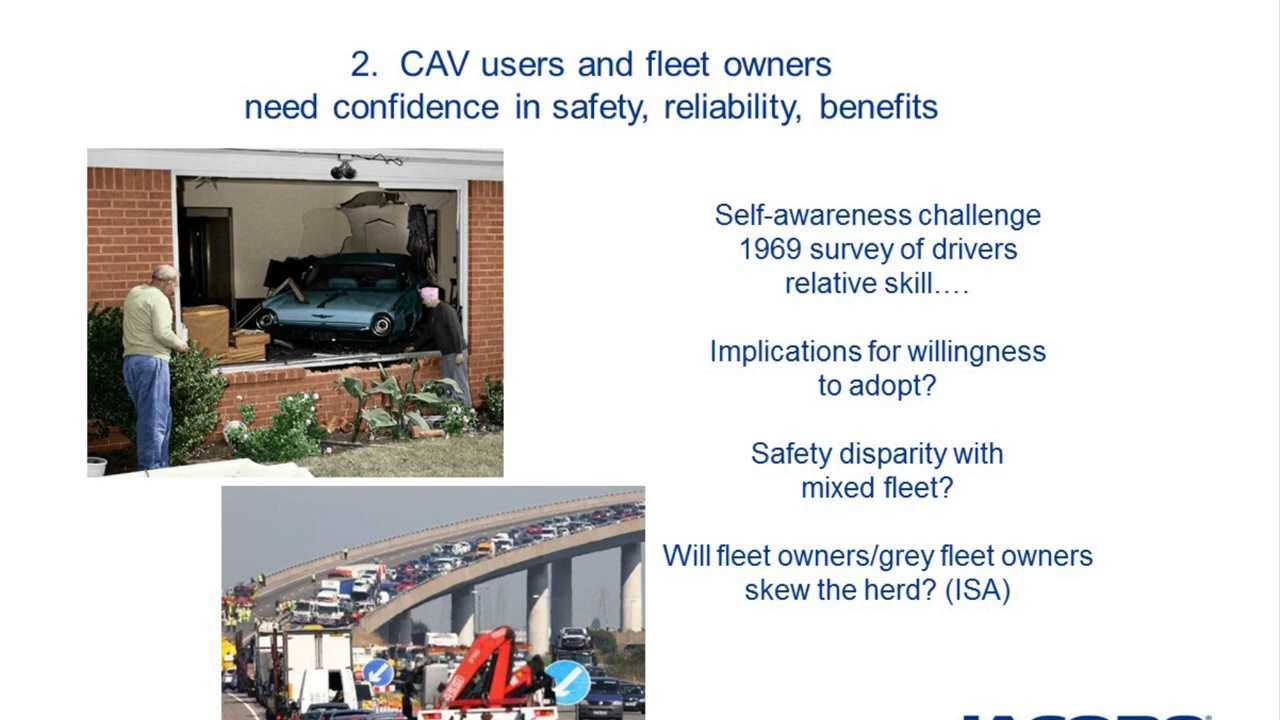 2. CAV users and fleet owners
need confidence in safety, reliability, benefits
Self-awareness challenge
1969 survey of drivers
relative skill….
Implications for willingness
to adopt?
Safety disparity with
mixed fleet?
Will fleet owners/grey fleet owners
skew the herd? (ISA)
JACOBS